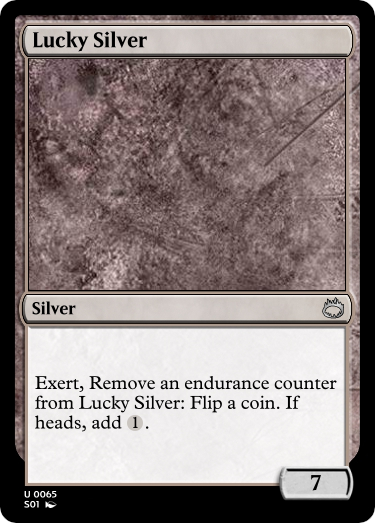 Lucky Silver
Silver
Exert, Remove an endurance counter
from Lucky Silver: Flip a coin. If
heads, add 1.
7
U 0065
S01